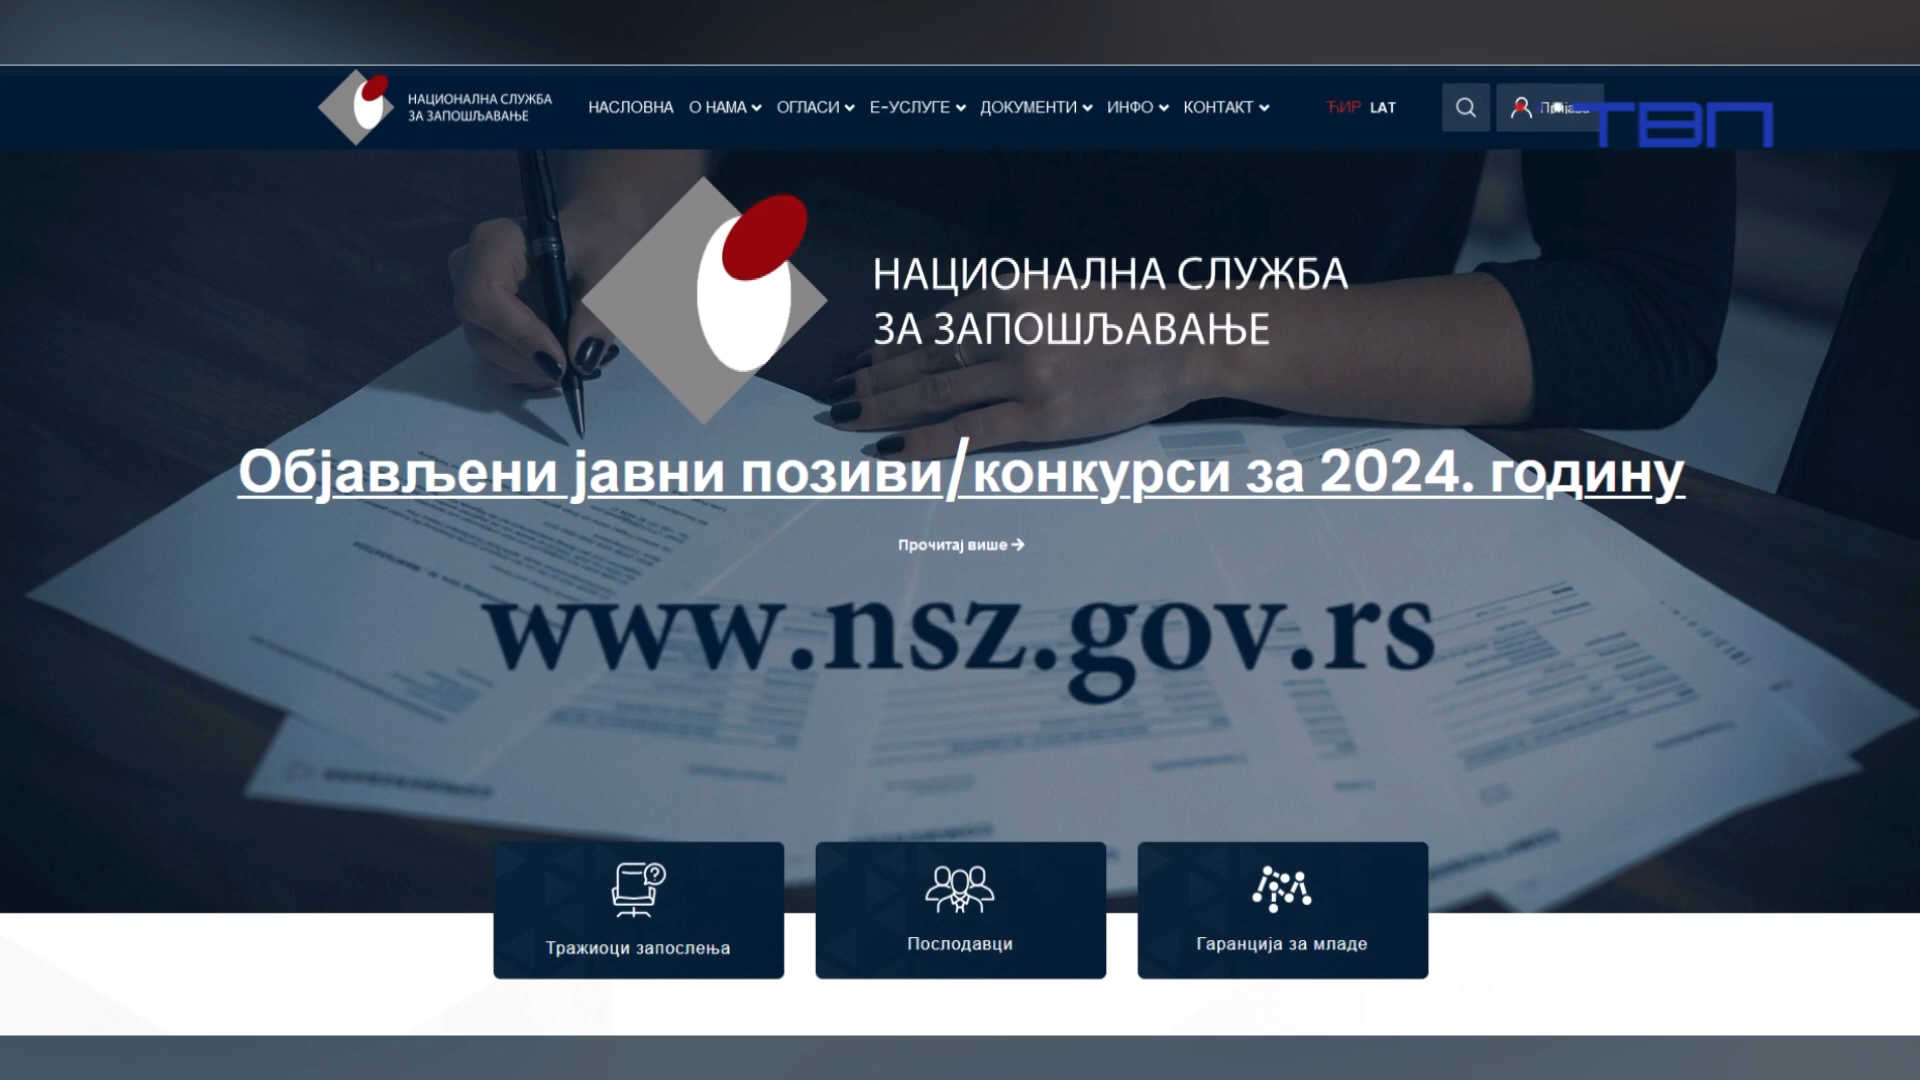 НАЦИОНАЛНА СЛУЖБА
ЗА ЗАПОШЉАВАЊЕ
НАСЛОВНА О НАМА ОГЛАСИ Е-УСЛУГЕ ДОКУМЕНТИ ИНФО КОНТАКТ ЋИР LAT Пријава
ТВП
НАЦИОНАЛНА СЛУЖБА
ЗА ЗАПОШЉАВАЊЕ
Објављени јавни позиви/конкурси за 2024. годину
Прочитај више →
www.nsz.gov.rs
Тражиоци запослења
Послодавци
Гаранција за младе